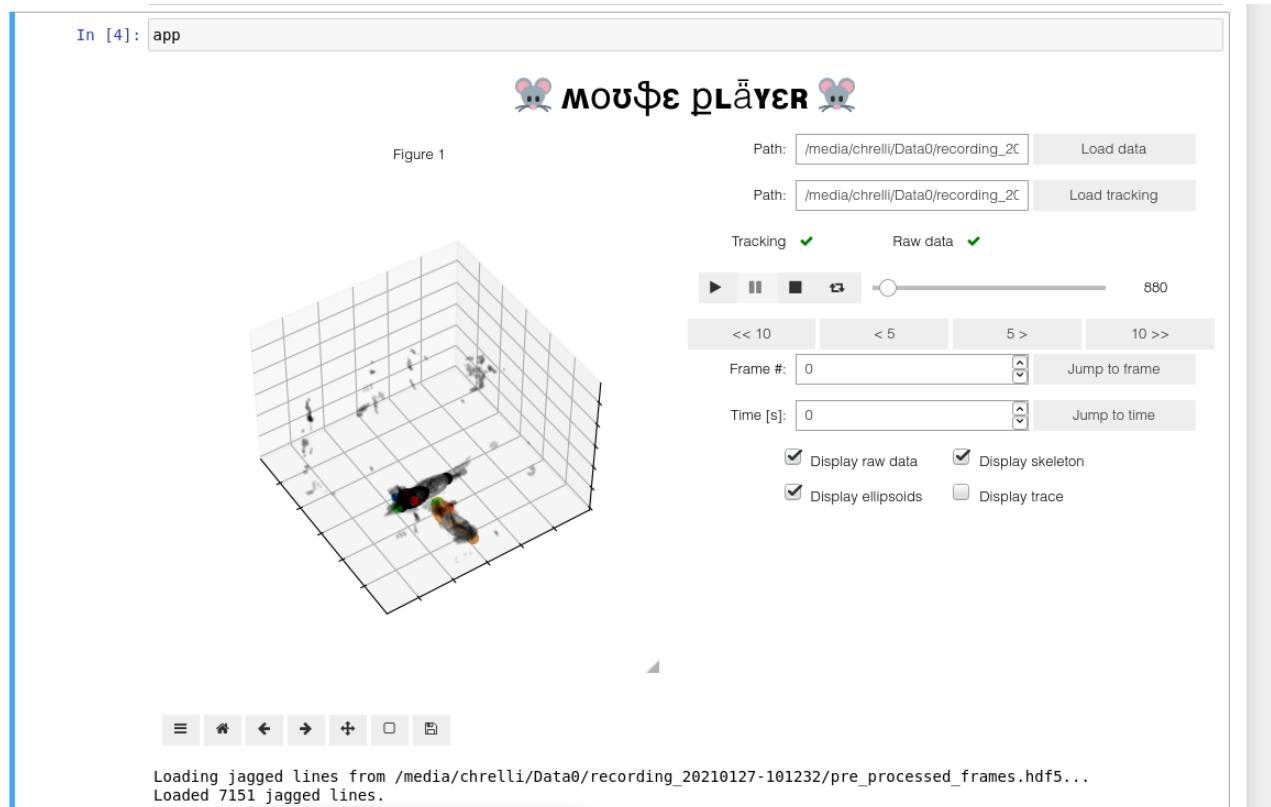 In [4]: app
🐭 ʍoʊֆɛ ք𝗟ǟʏɛʀ 🐭
Figure 1
Path: /media/chrelli/Data0/recording_20 Load data
Path: /media/chrelli/Data0/recording_20 Load tracking
Tracking ✔ Raw data ✔
880
<< 10 < 5 5 > 10 >>
Frame #: 0 Jump to frame
Time [s]: 0 Jump to time
Display raw data Display skeleton
Display ellipsoids Display trace
Loading jagged lines from /media/chrelli/Data0/recording_20210127-101232/pre_processed_frames.hdf5...
Loaded 7151 jagged lines.